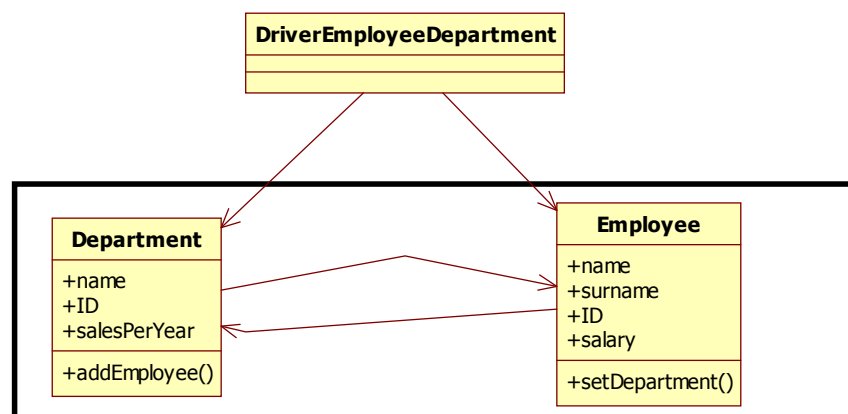 DriverEmployeeDepartment
Department
+name
+ID
+salesPerYear
+addEmployee()
Employee
+name
+surname
+ID
+salary
+setDepartment()